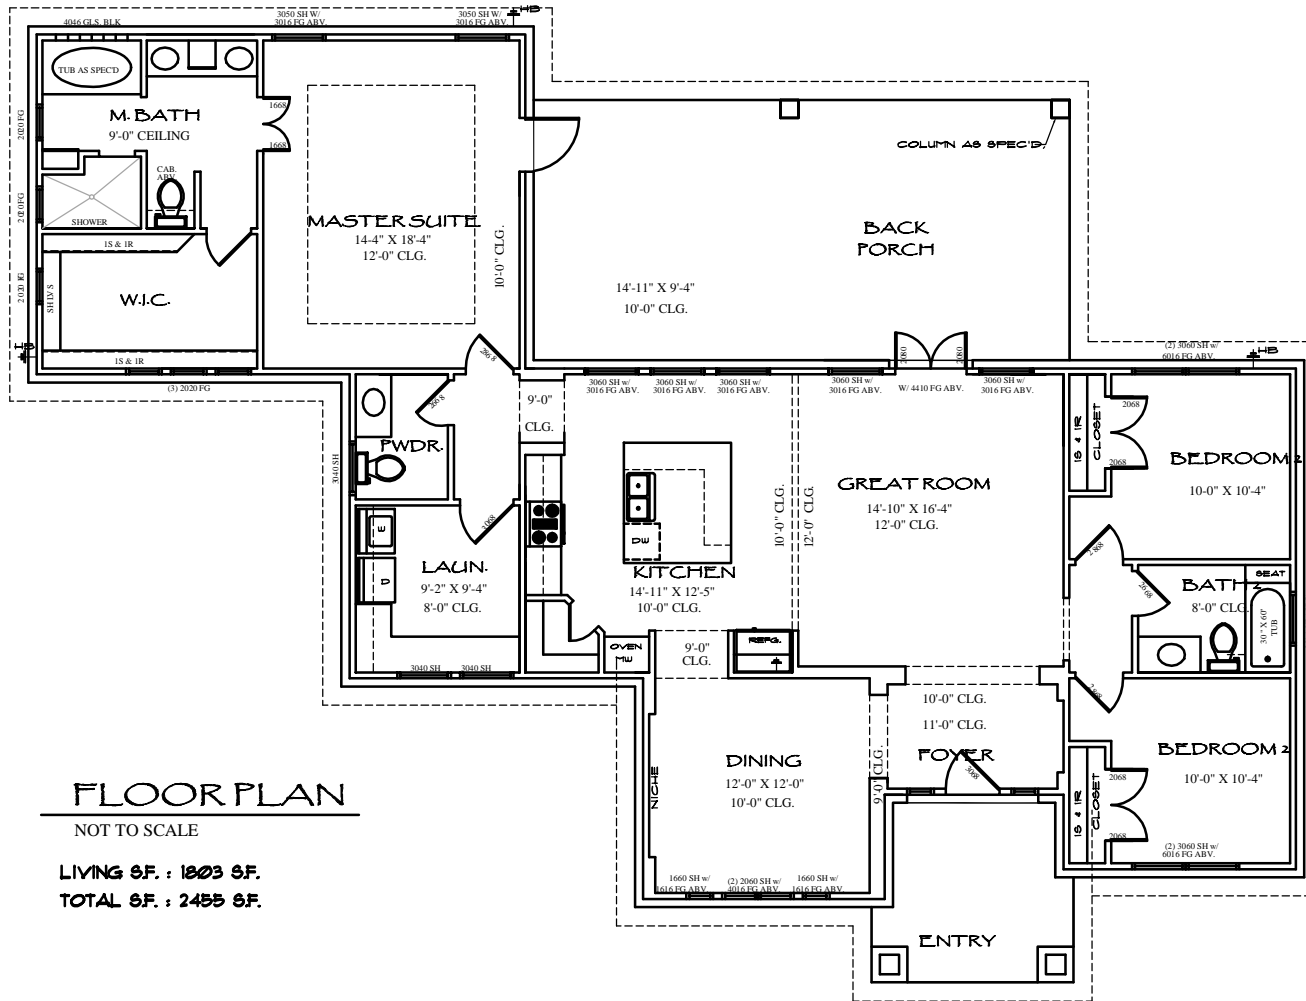 4046 GLS. BLK
3050 SH W/
3016 FG ABV.
3050 SH W/
3016 FG ABV.
HB
TUB AS SPEC'D
M. BATH
9'-0" CEILING
1668
1668
2020 FG
2020 FG
2020 FG
CAB.
ABV.
SHOWER
MASTER SUITE
14-4" X 18'-4"
12'-0" CLG.
10'-0" CLG.
COLUMN AS SPEC'D.
BACK
PORCH
14'-11" X 9'-4"
10'-0" CLG.
1S & 1R
SHLVS
W.I.C.
1S & 1R
HB
(3) 2020 FG
2868
2080
2080
(2) 3060 SH w/
6016 FG ABV.
HB
3060 SH w/
3016 FG ABV.
3060 SH w/
3016 FG ABV.
3060 SH w/
3016 FG ABV.
3060 SH w/
3016 FG ABV.
W/ 4410 FG ABV.
3060 SH w/
3016 FG ABV.
9'-0"
CLG.
2668
PWDR.
3040 SH
3068
1S & 1R
CLOSET
2068
2068
BEDROOM 2
10-0" X 10'-4"
GREAT ROOM
14'-10" X 16'-4"
12'-0" CLG.
10'-0" CLG.
12'-0" CLG.
DW
KITCHEN
14'-11" X 12'-5"
10'-0" CLG.
D
LAUN.
9'-2" X 9'-4"
8'-0" CLG.
2868
2668
BATH 2
8'-0" CLG.
SEAT
30" X 60"
TUB
OVEN
MW
9'-0"
CLG.
REFG.
3040 SH
3040 SH
2868
10'-0" CLG.
11'-0" CLG.
FOYER
3068
9'-0" CLG.
DINING
12'-0" X 12'-0"
10'-0" CLG.
NICHE
BEDROOM 2
10'-0" X 10'-4"
1S & 1R
CLOSET
2068
2068
(2) 3060 SH w/
6016 FG ABV.
1660 SH w/
1616 FG ABV.
(2) 2060 SH w/
4016 FG ABV.
1660 SH w/
1616 FG ABV.
ENTRY
FLOOR PLAN
NOT TO SCALE
LIVING S.F. : 1803 S.F.
TOTAL S.F. : 2455 S.F.